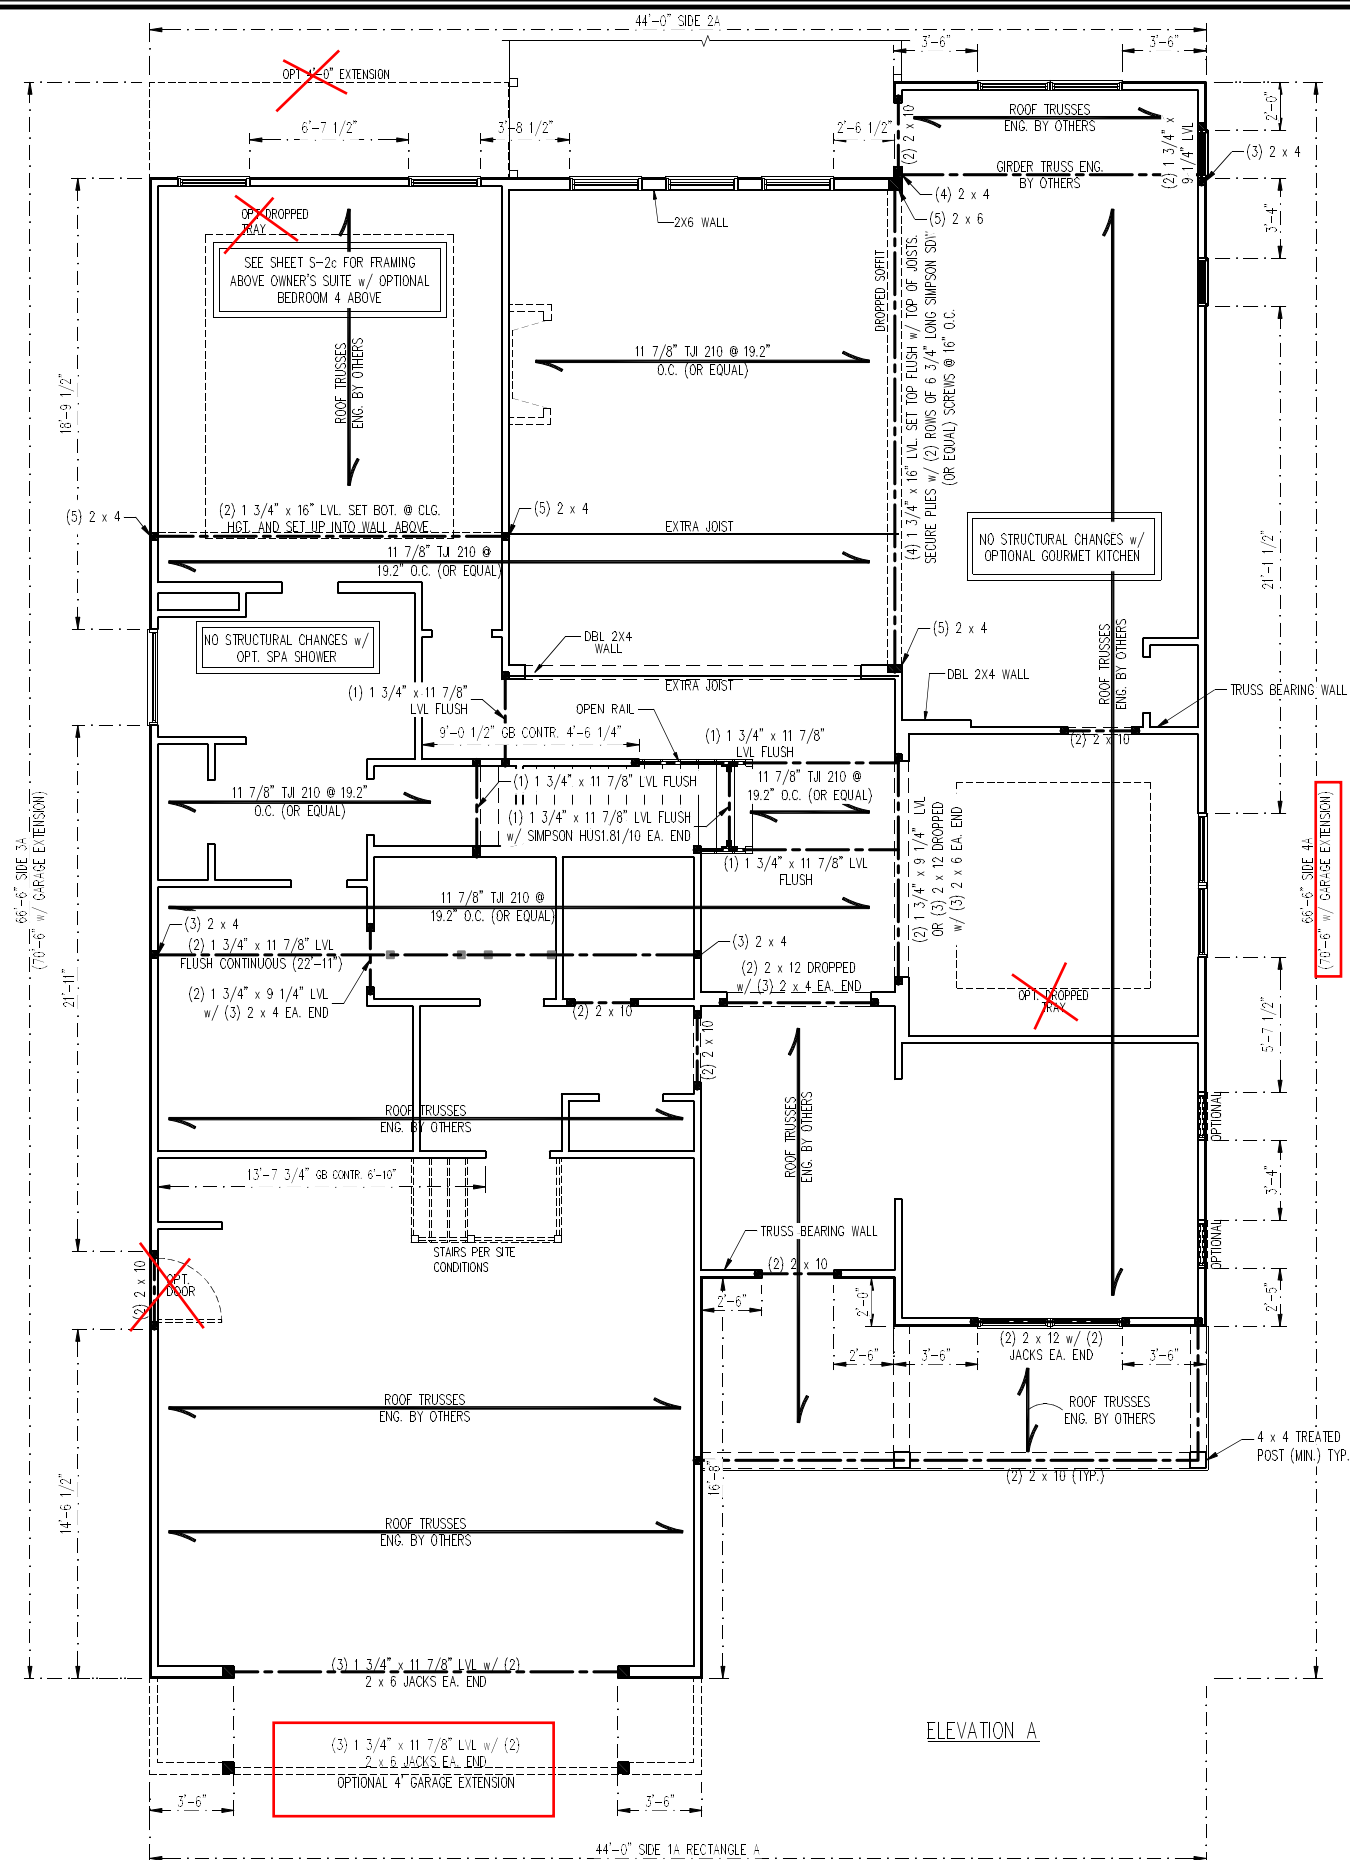 44'-0" SIDE 2A
3'-6"
3'-6"
OPT 4'-0" EXTENSION
6'-7 1/2"
3'-8 1/2"
2'-6 1/2"
(2) 2 x 10
ROOF TRUSSES
ENG. BY OTHERS
(2) 1 3/4" x
9 1/4" LVL
2'-0"
(3) 2 x 4
GIRDER TRUSS ENG.
BY OTHERS
(4) 2 x 4
(5) 2 x 6
3'-4"
OPT. DROPPED
TRAY
2X6 WALL
SEE SHEET S-2c FOR FRAMING
ABOVE OWNER'S SUITE w/ OPTIONAL
BEDROOM 4 ABOVE
DROPPED SOFFIT
(4) 1 3/4" x 16" LVL. SET TOP FLUSH w/ TOP OF JOISTS.
SECURE PLIES w/ (2) ROWS OF 6 3/4" LONG SIMPSON SDW
(OR EQUAL) SCREWS @ 16" O.C.
11 7/8" TJI 210 @ 19.2"
O.C. (OR EQUAL)
ROOF TRUSSES
ENG. BY OTHERS
18'-9 1/2"
(5) 2 x 4
(2) 1 3/4" x 16" LVL. SET BOT. @ CLG.
HGT. AND SET UP INTO WALL ABOVE.
(5) 2 x 4
EXTRA JOIST
NO STRUCTURAL CHANGES w/
OPTIONAL GOURMET KITCHEN
11 7/8" TJI 210 @
19.2" O.C. (OR EQUAL)
21'-1 1/2"
NO STRUCTURAL CHANGES w/
OPT. SPA SHOWER
DBL 2X4
WALL
(5) 2 x 4
ROOF TRUSSES
ENG. BY OTHERS
EXTRA JOIST
DBL 2X4 WALL
TRUSS BEARING WALL
(1) 1 3/4" x 11 7/8"
LVL FLUSH
OPEN RAIL
9'-0 1/2" GB CONTR. 4'-6 1/4"
(1) 1 3/4" x 11 7/8"
LVL FLUSH
(2) 2 x 10
11 7/8" TJI 210 @ 19.2"
O.C. (OR EQUAL)
(1) 1 3/4" x 11 7/8" LVL FLUSH
11 7/8" TJI 210 @
19.2" O.C. (OR EQUAL)
(1) 1 3/4" x 11 7/8" LVL FLUSH
w/ SIMPSON HUS1.81/10 EA. END
(2) 1 3/4" x 9 1/4" LVL
OR (3) 2 x 12 DROPPED
w/ (3) 2 x 6 EA. END
(1) 1 3/4" x 11 7/8" LVL
FLUSH
66'-6" SIDE 3A
(70'-6" w/ GARAGE EXTENSION)
66'-6" SIDE 4A
(70'-6" w/ GARAGE EXTENSION)
11 7/8" TJI 210 @
19.2" O.C. (OR EQUAL)
(3) 2 x 4
(2) 1 3/4" x 11 7/8" LVL
FLUSH CONTINUOUS (22'-11")
(3) 2 x 4
(2) 2 x 12 DROPPED
w/ (3) 2 x 4 EA. END
21'-11"
(2) 1 3/4" x 9 1/4" LVL
w/ (3) 2 x 4 EA. END
(2) 2 x 10
OPT. DROPPED
TRAY
5'-7 1/2"
(2) 2 x 10
ROOF TRUSSES
ENG. BY OTHERS
ROOF TRUSSES
ENG. BY OTHERS
OPTIONAL
3'-4"
13'-7 3/4" GB CONTR. 6'-10"
STAIRS PER SITE
CONDITIONS
TRUSS BEARING WALL
(2) 2 x 10
OPTIONAL
(2) 2 x 10
OPT.
DOOR
2'-6"
2'-0"
2'-5"
2'-6"
3'-6"
(2) 2 x 12 w/ (2)
JACKS EA. END
3'-6"
ROOF TRUSSES
ENG. BY OTHERS
ROOF TRUSSES
ENG. BY OTHERS
4 x 4 TREATED
POST (MIN.) TYP.
(2) 2 x 10 (TYP.)
16'-8"
14'-6 1/2"
ROOF TRUSSES
ENG. BY OTHERS
(3) 1 3/4" x 11 7/8" LVL w/ (2)
2 x 6 JACKS EA. END
ELEVATION A
(3) 1 3/4" x 11 7/8" LVL w/ (2)
2 x 6 JACKS EA. END
OPTIONAL 4' GARAGE EXTENSION
3'-6"
3'-6"
44'-0" SIDE 1A RECTANGLE A